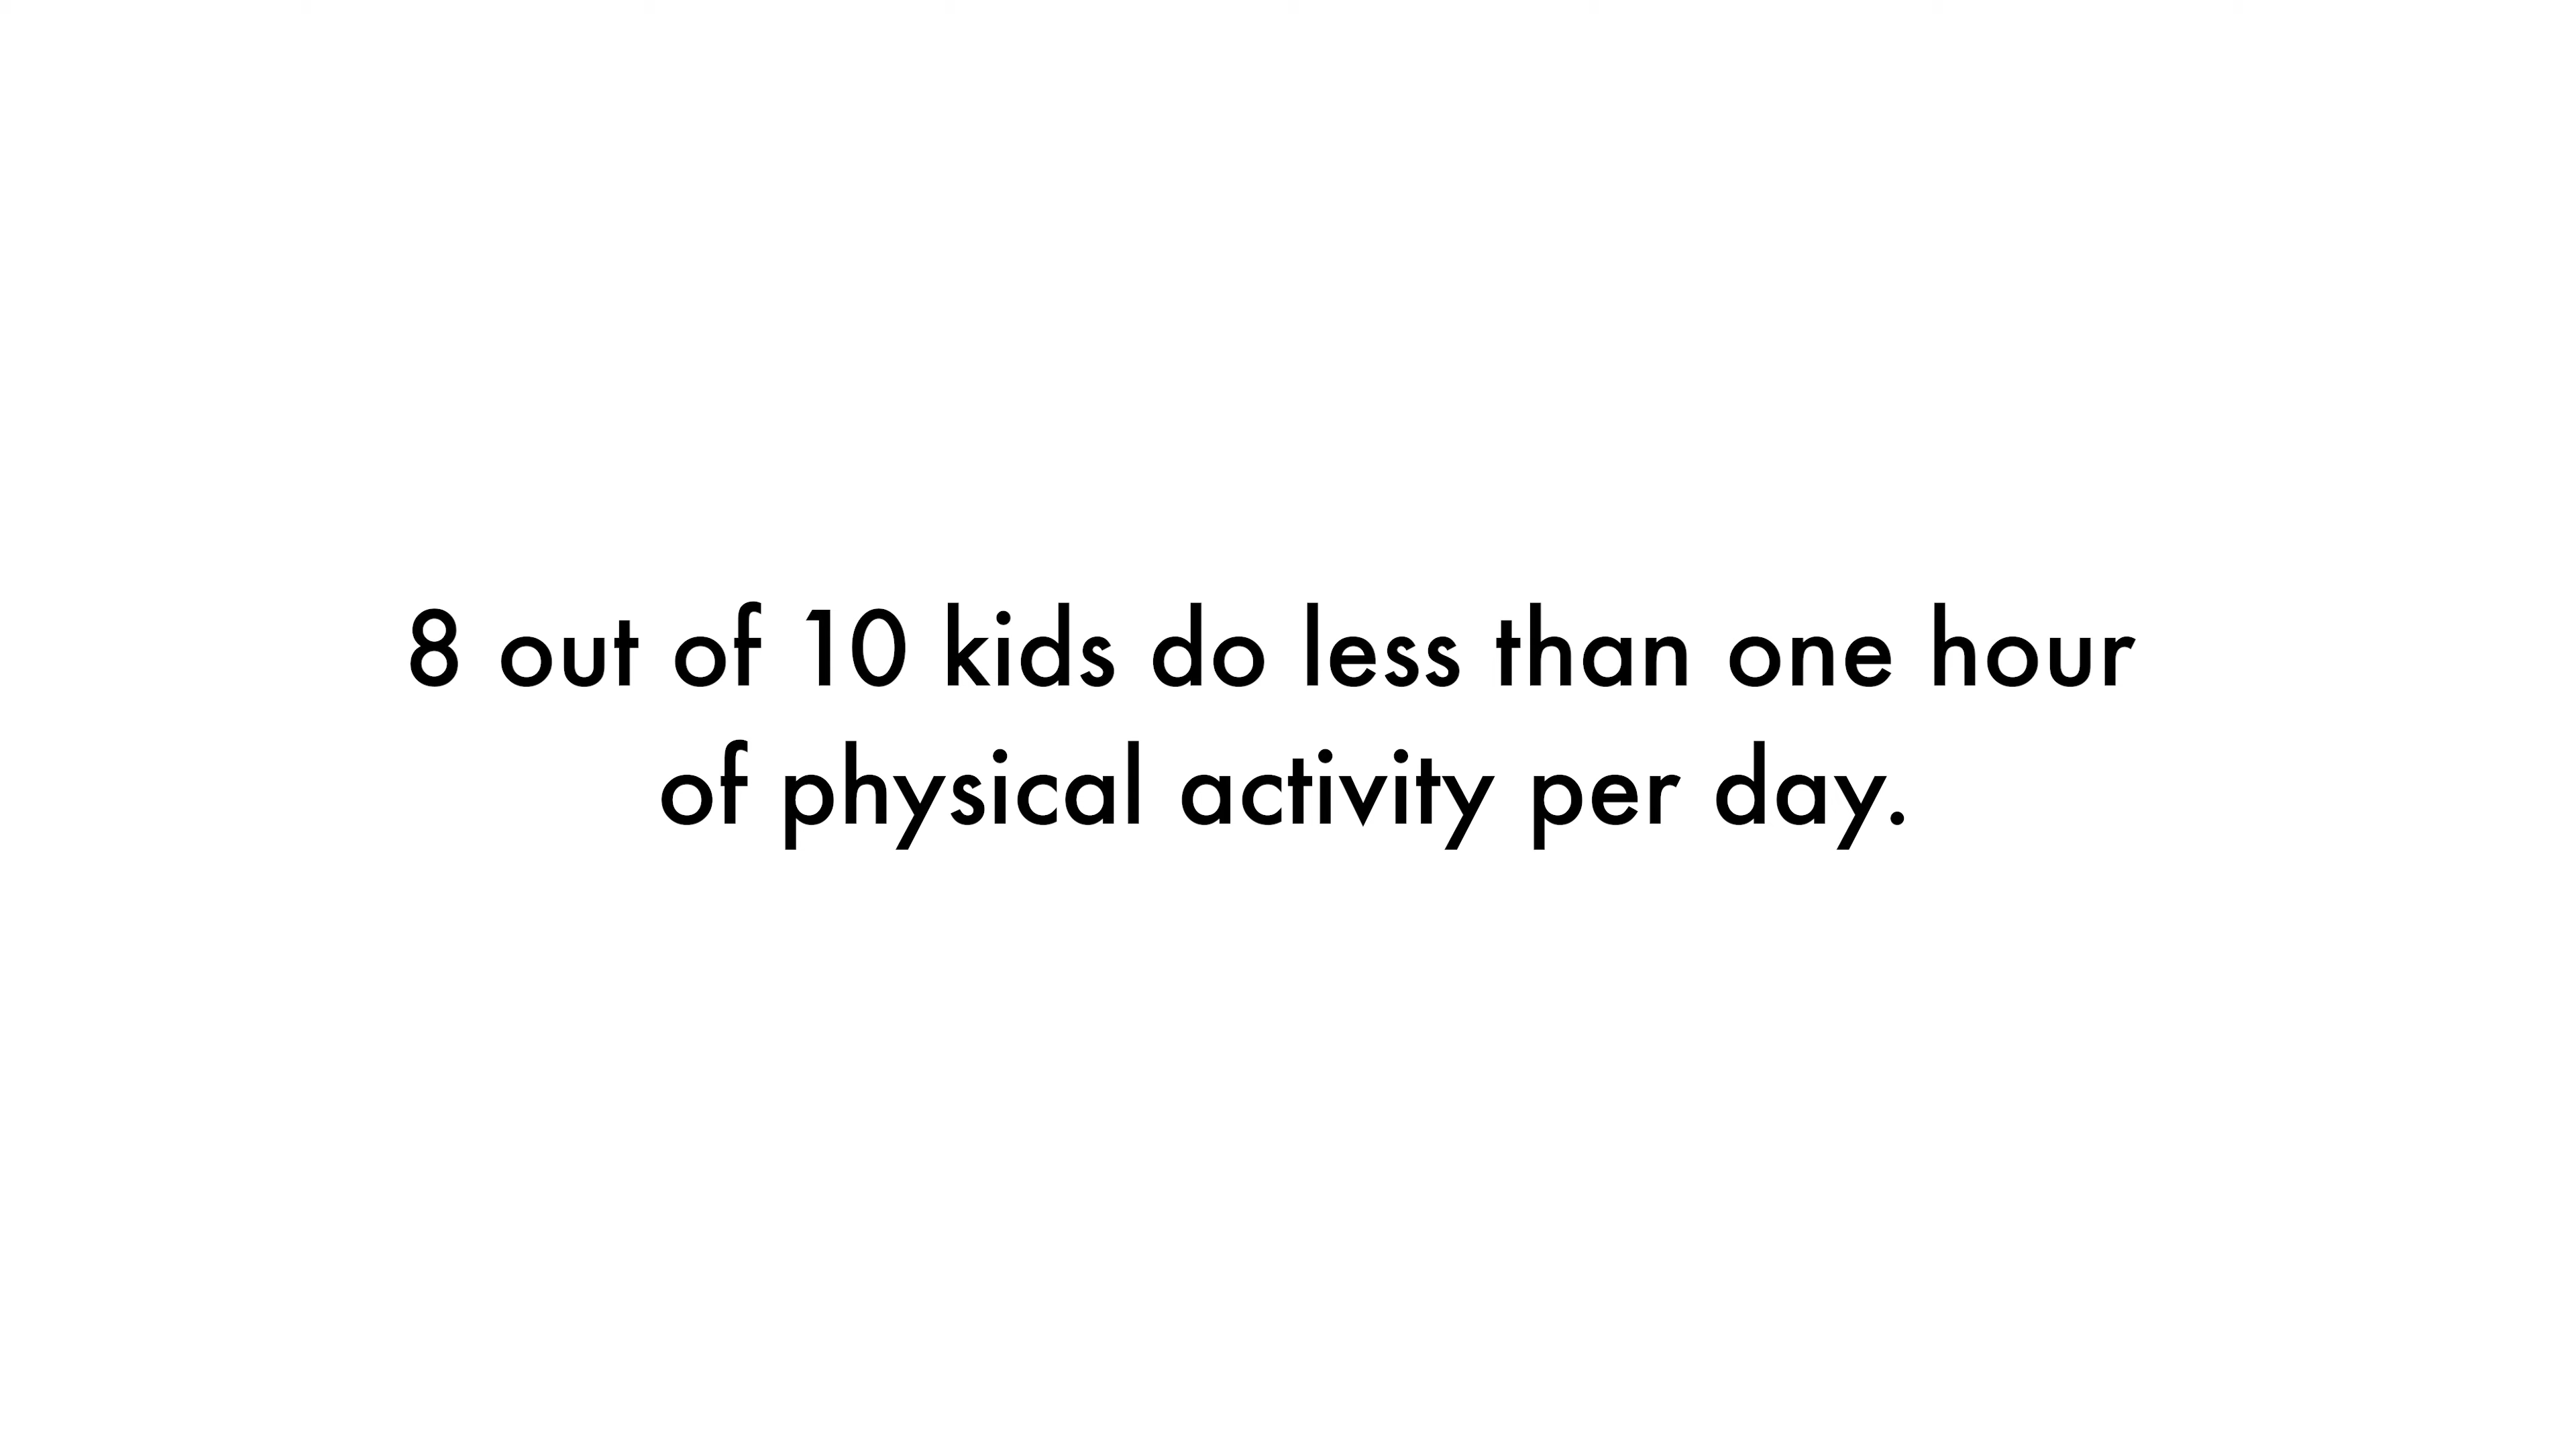 8 out of 10 kids do less than one hour
of physical activity per day.